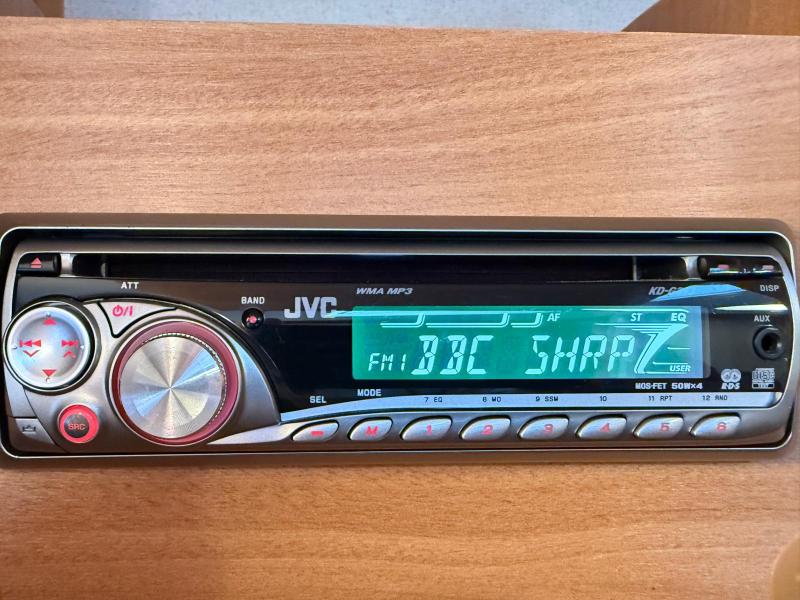 ATT
WMA MP3
DISP
⏻/I
BAND
JVC
AF
ST
EQ
AUX
FM1 BBC SHRP
USER
MOS-FET 50W×4
RDS
SEL
MODE
7 EQ
8 MO
9 SSM
10
11 RPT
12 RND
SRC
M
1
2
3
4
5
6